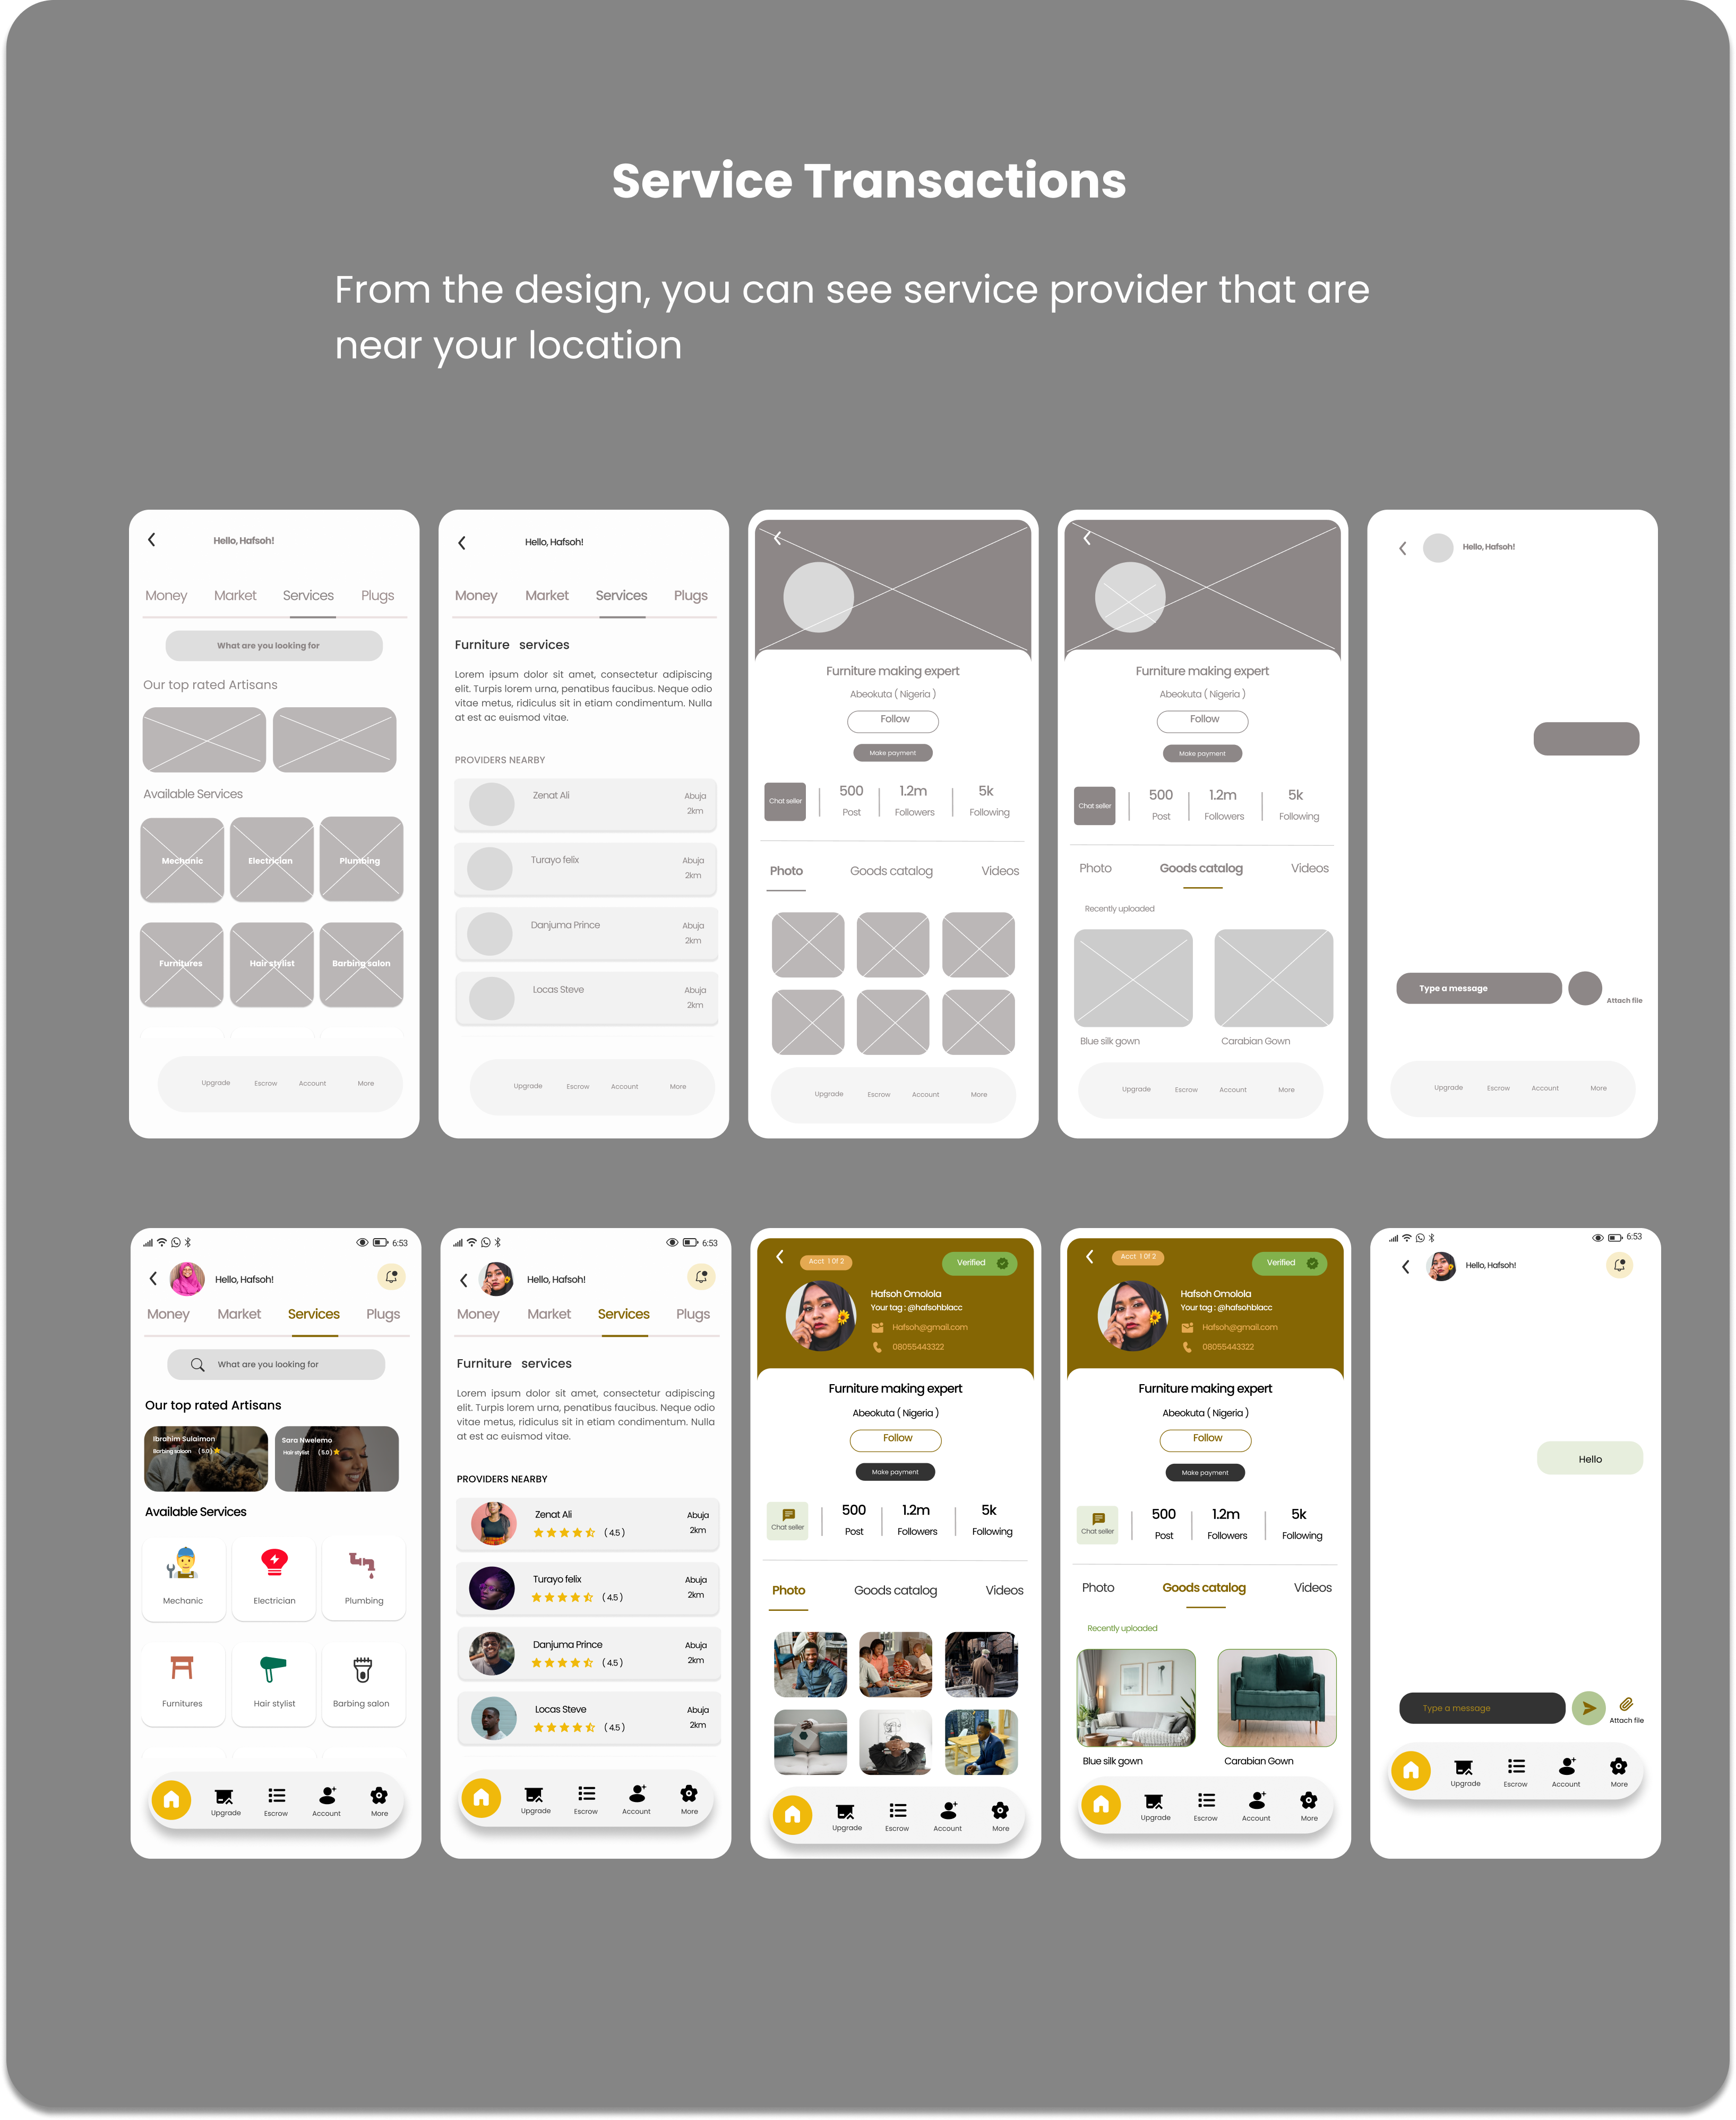 Service Transactions
From the design, you can see service provider that are
near your location
Hello, Hafsoh!
Money Market Services Plugs
What are you looking for
Our top rated Artisans
Available Services
Mechanic Electrician Plumbing
Furnitures Hair stylist Barbing salon
Upgrade Escrow Account More
Hello, Hafsoh!
Money Market Services Plugs
Furniture services
Lorem ipsum dolor sit amet, consectetur adipiscing
elit. Turpis lorem urna, penatibus faucibus. Neque odio
vitae metus, ridiculus sit in etiam condimentum. Nulla
at est ac euismod vitae.
PROVIDERS NEARBY
Zenat Ali Abuja
2km
Turayo felix Abuja
2km
Danjuma Prince Abuja
2km
Locas Steve Abuja
2km
Upgrade Escrow Account More
Furniture making expert
Abeokuta ( Nigeria )
Follow
Make payment
Chat seller 500 1.2m 5k
Post Followers Following
Photo Goods catalog Videos
Upgrade Escrow Account More
Furniture making expert
Abeokuta ( Nigeria )
Follow
Make payment
Chat seller 500 1.2m 5k
Post Followers Following
Photo Goods catalog Videos
Recently uploaded
Blue silk gown Carabian Gown
Upgrade Escrow Account More
Hello, Hafsoh!
Type a message
Attach file
Upgrade Escrow Account More
6:53
Hello, Hafsoh!
Money Market Services Plugs
What are you looking for
Our top rated Artisans
Ibrahim Sulaimon
Barbing saloon ( 5.0 )
Sara Nwelemo
Hair stylist ( 5.0 )
Available Services
Mechanic Electrician Plumbing
Furnitures Hair stylist Barbing salon
Upgrade Escrow Account More
6:53
Hello, Hafsoh!
Money Market Services Plugs
Furniture services
Lorem ipsum dolor sit amet, consectetur adipiscing
elit. Turpis lorem urna, penatibus faucibus. Neque odio
vitae metus, ridiculus sit in etiam condimentum. Nulla
at est ac euismod vitae.
PROVIDERS NEARBY
Zenat Ali Abuja
( 4.5 ) 2km
Turayo felix Abuja
( 4.5 ) 2km
Danjuma Prince Abuja
( 4.5 ) 2km
Locas Steve Abuja
( 4.5 ) 2km
Upgrade Escrow Account More
Acct 1 0f 2 Verified
Hafsoh Omolola
Your tag : @hafsohblacc
Hafsoh@gmail.com
08055443322
Furniture making expert
Abeokuta ( Nigeria )
Follow
Make payment
Chat seller 500 1.2m 5k
Post Followers Following
Photo Goods catalog Videos
Upgrade Escrow Account More
Acct 1 0f 2 Verified
Hafsoh Omolola
Your tag : @hafsohblacc
Hafsoh@gmail.com
08055443322
Furniture making expert
Abeokuta ( Nigeria )
Follow
Make payment
Chat seller 500 1.2m 5k
Post Followers Following
Photo Goods catalog Videos
Recently uploaded
Blue silk gown Carabian Gown
Upgrade Escrow Account More
6:53
Hello, Hafsoh!
Hello
Type a message
Attach file
Upgrade Escrow Account More